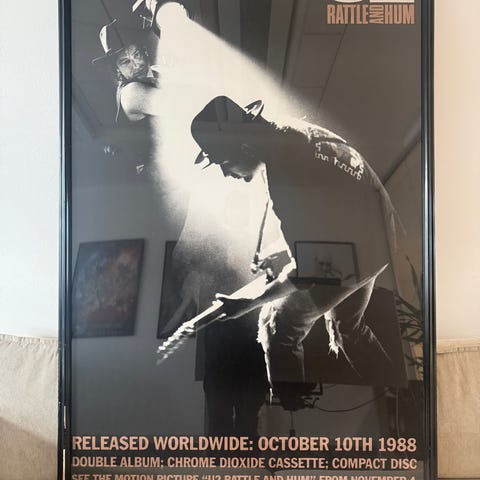 RATTLE AND HUM
RELEASED WORLDWIDE: OCTOBER 10TH 1988
DOUBLE ALBUM; CHROME DIOXIDE CASSETTE; COMPACT DISC
SEE THE MOTION PICTURE "U2 RATTLE AND HUM" FROM NOVEMBER 4